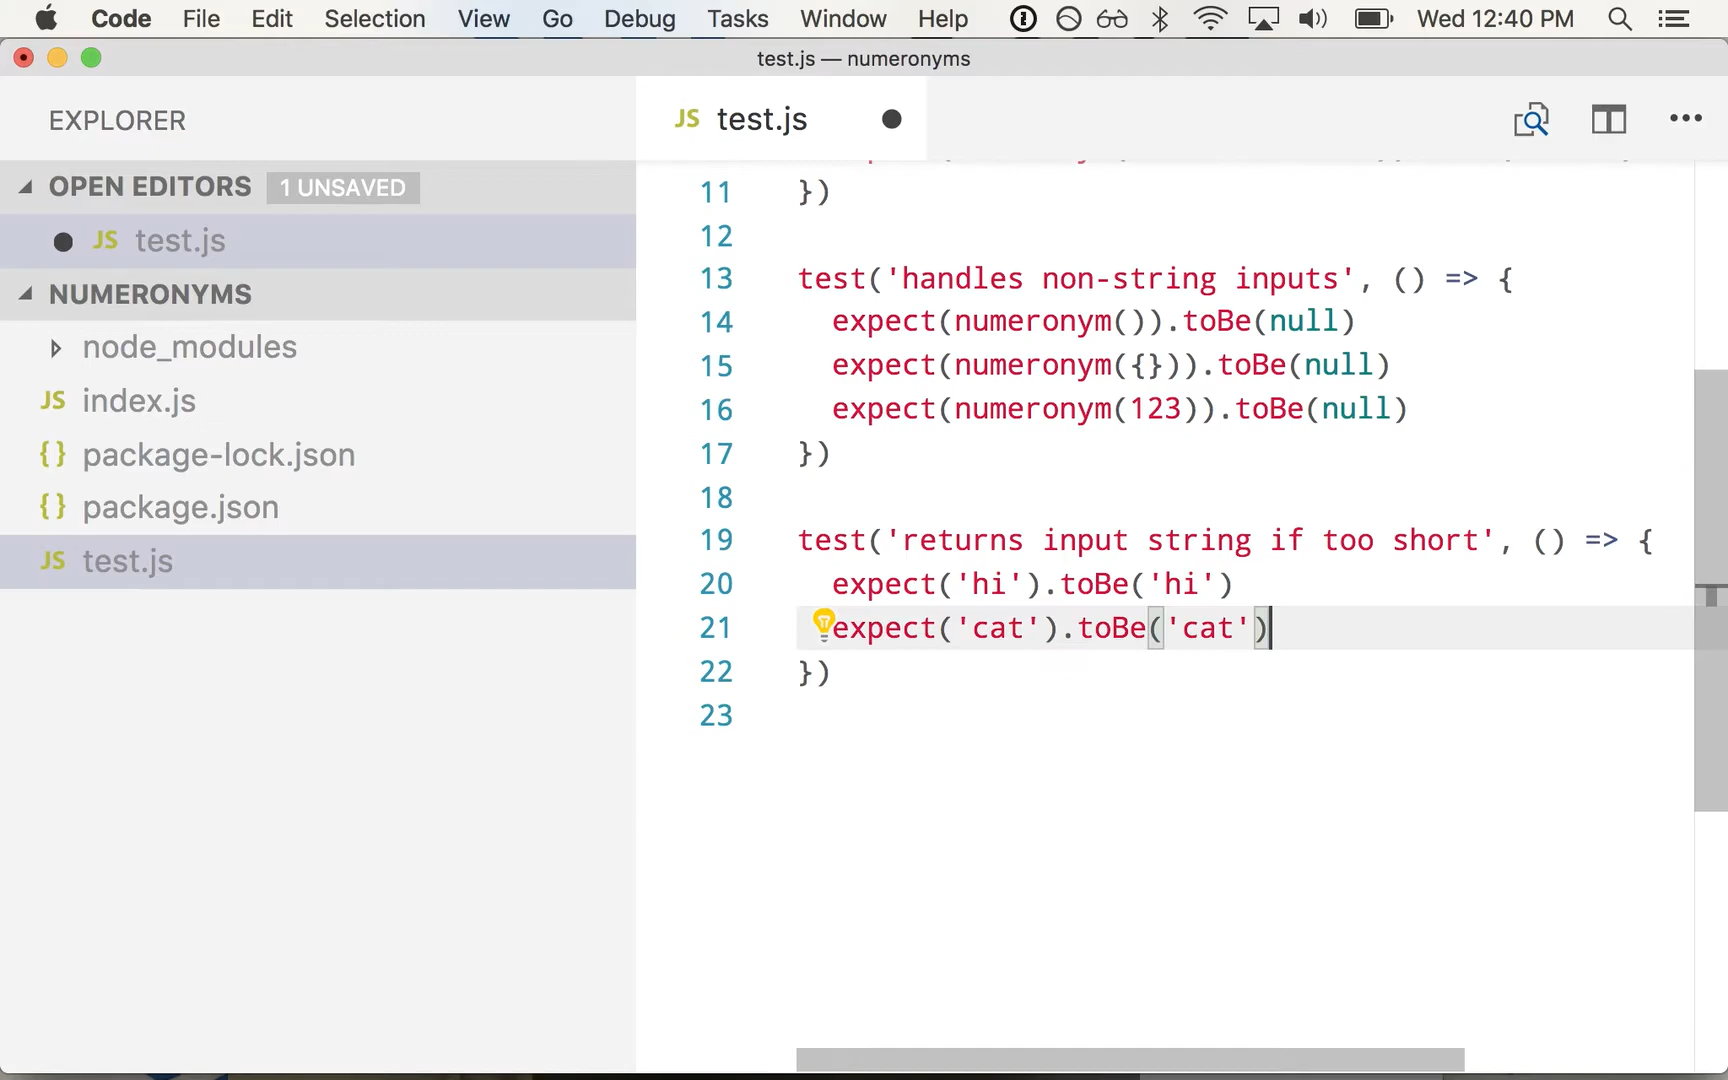 Code File Edit Selection View Go Debug Tasks Window Help Wed 12:40 PM
test.js — numeronyms
EXPLORER
JS test.js
OPEN EDITORS 1 UNSAVED
JS test.js
NUMERONYMS
node_modules
JS index.js
{} package-lock.json
{} package.json
JS test.js
11 })
12
13 test('handles non-string inputs', () => {
14 expect(numeronym()).toBe(null)
15 expect(numeronym({})).toBe(null)
16 expect(numeronym(123)).toBe(null)
17 })
18
19 test('returns input string if too short', () => {
20 expect('hi').toBe('hi')
21 expect('cat').toBe('cat')
22 })
23